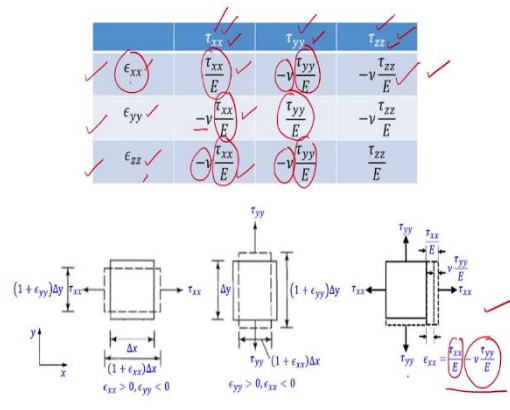 τxx τyy τzz
ϵxx τxx/E −ν τyy/E −ν τzz/E
ϵyy −ν τxx/E τyy/E −ν τzz/E
ϵzz −ν τxx/E −ν τyy/E τzz/E
τyy
τxx/E
ν τyy/E
(1 + ϵyy)Δy τxx τxx
Δy (1 + ϵyy)Δy
τyy
τxx τxx
Δx
(1 + ϵxx)Δx
ϵxx > 0, ϵyy < 0
τyy (1 + ϵxx)Δx
ϵyy > 0, ϵxx < 0
τyy
ϵxx = τxx/E − ν τyy/E
y
x